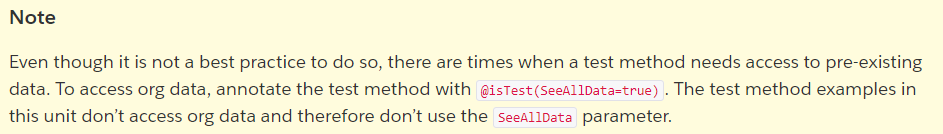 Note
Even though it is not a best practice to do so, there are times when a test method needs access to pre-existing
data. To access org data, annotate the test method with @isTest(SeeAllData=true). The test method examples in
this unit don’t access org data and therefore don’t use the SeeAllData parameter.